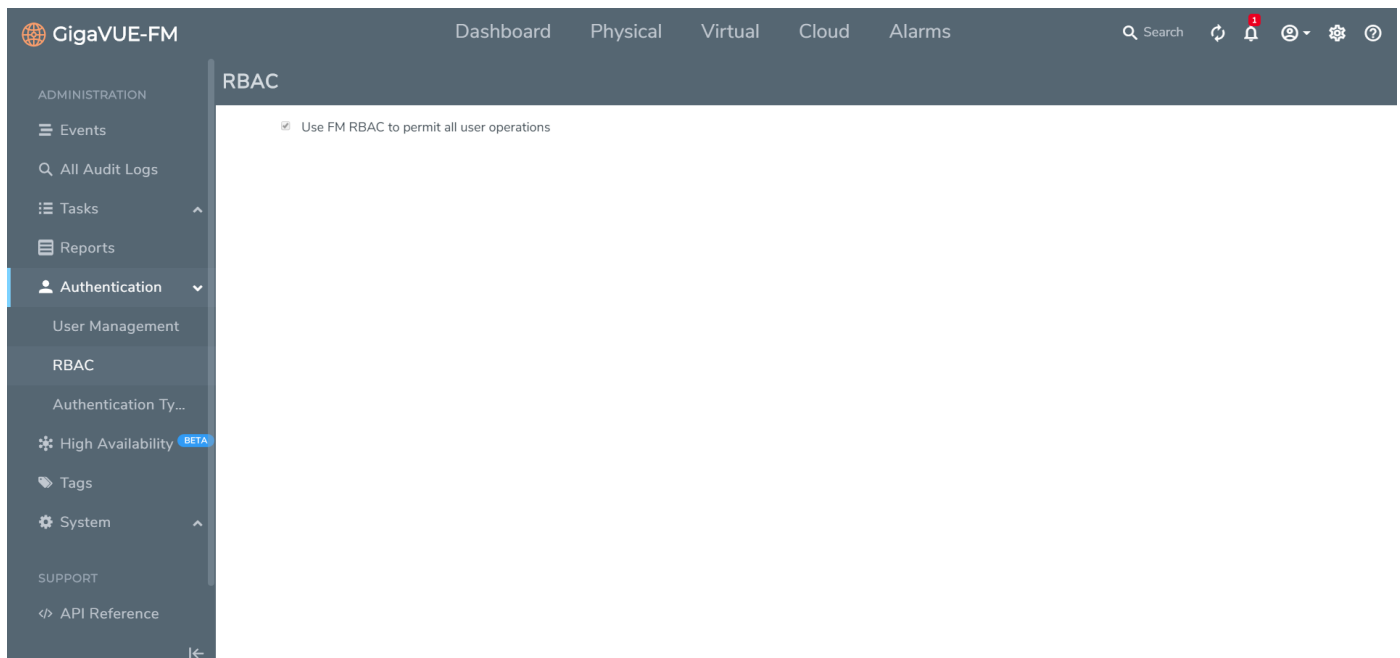 GigaVUE-FM
Dashboard Physical Virtual Cloud Alarms
Search
1
ADMINISTRATION
Events
All Audit Logs
Tasks
Reports
Authentication
User Management
RBAC
Authentication Ty...
High Availability BETA
Tags
System
SUPPORT
API Reference
RBAC
Use FM RBAC to permit all user operations